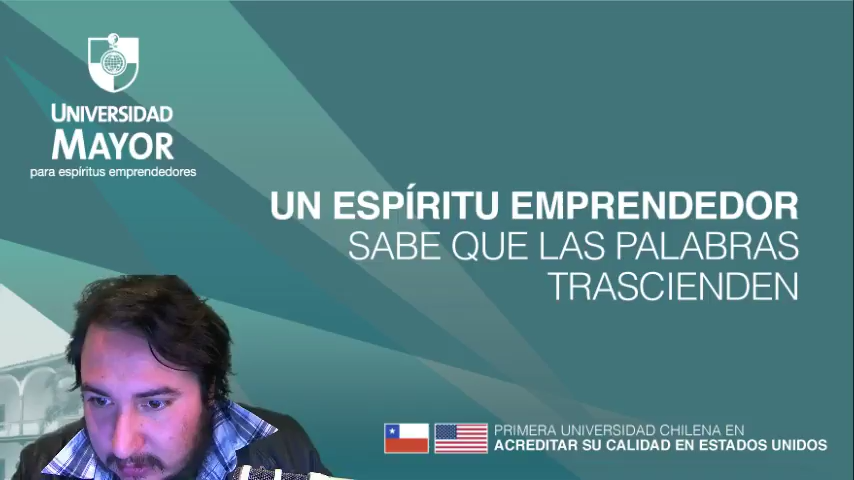 UNIVERSIDAD
MAYOR
para espíritus emprendedores
UN ESPÍRITU EMPRENDEDOR
SABE QUE LAS PALABRAS
TRASCIENDEN
PRIMERA UNIVERSIDAD CHILENA EN
ACREDITAR SU CALIDAD EN ESTADOS UNIDOS